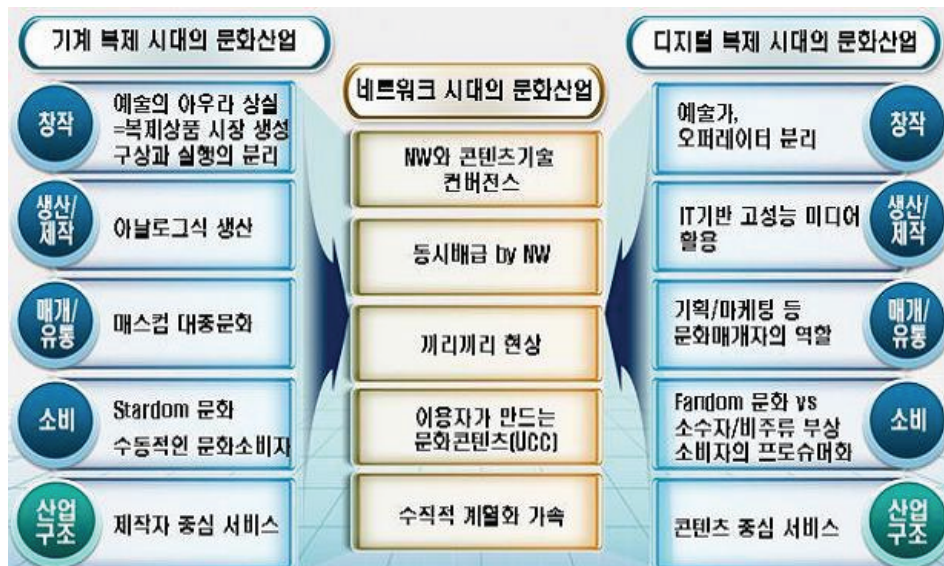 기계 복제 시대의 문화산업
창작
예술의 아우라 상실
=복제상품 시장 생성
구상과 실행의 분리
생산/
제작
아날로그식 생산
매개/
유통
매스컴 대중문화
소비
Stardom 문화
수동적인 문화소비자
산업
구조
제작자 중심 서비스
네트워크 시대의 문화산업
NW와 콘텐츠기술
컨버전스
동시배급 by NW
끼리끼리 현상
이용자가 만드는
문화콘텐츠(UCC)
수직적 계열화 가속
디지털 복제 시대의 문화산업
예술가,
오퍼레이터 분리
창작
IT기반 고성능 미디어
활용
생산/
제작
기획/마케팅 등
문화매개자의 역할
매개/
유통
Fandom 문화 vs
소수자/비주류 부상
소비자의 프로슈머화
소비
콘텐츠 중심 서비스
산업
구조